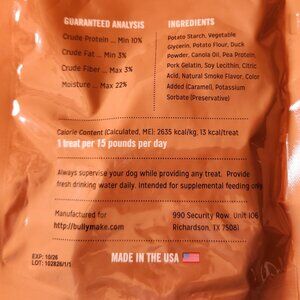 GUARANTEED ANALYSIS
Crude Protein ... Min 10%
Crude Fat ... Min 3%
Crude Fiber ... Max 3%
Moisture ... Max 22%
INGREDIENTS
Potato Starch, Vegetable
Glycerin, Potato Flour, Duck
Powder, Canola Oil, Pea Protein,
Pork Gelatin, Soy Lecithin, Citric
Acid, Natural Smoke Flavor, Color
Added (Caramel), Potassium
Sorbate (Preservative)
Calorie Content (Calculated, ME): 2635 kcal/kg, 13 kcal/treat
1 treat per 15 pounds per day
Always supervise your dog while providing any treat. Provide
fresh drinking water daily. Intended for supplemental feeding only.
Manufactured for
http://bullymake.com
990 Security Row, Unit 106
Richardson, TX 75081
EXP: 10/26
LOT: 102826/1/1
MADE IN THE USA